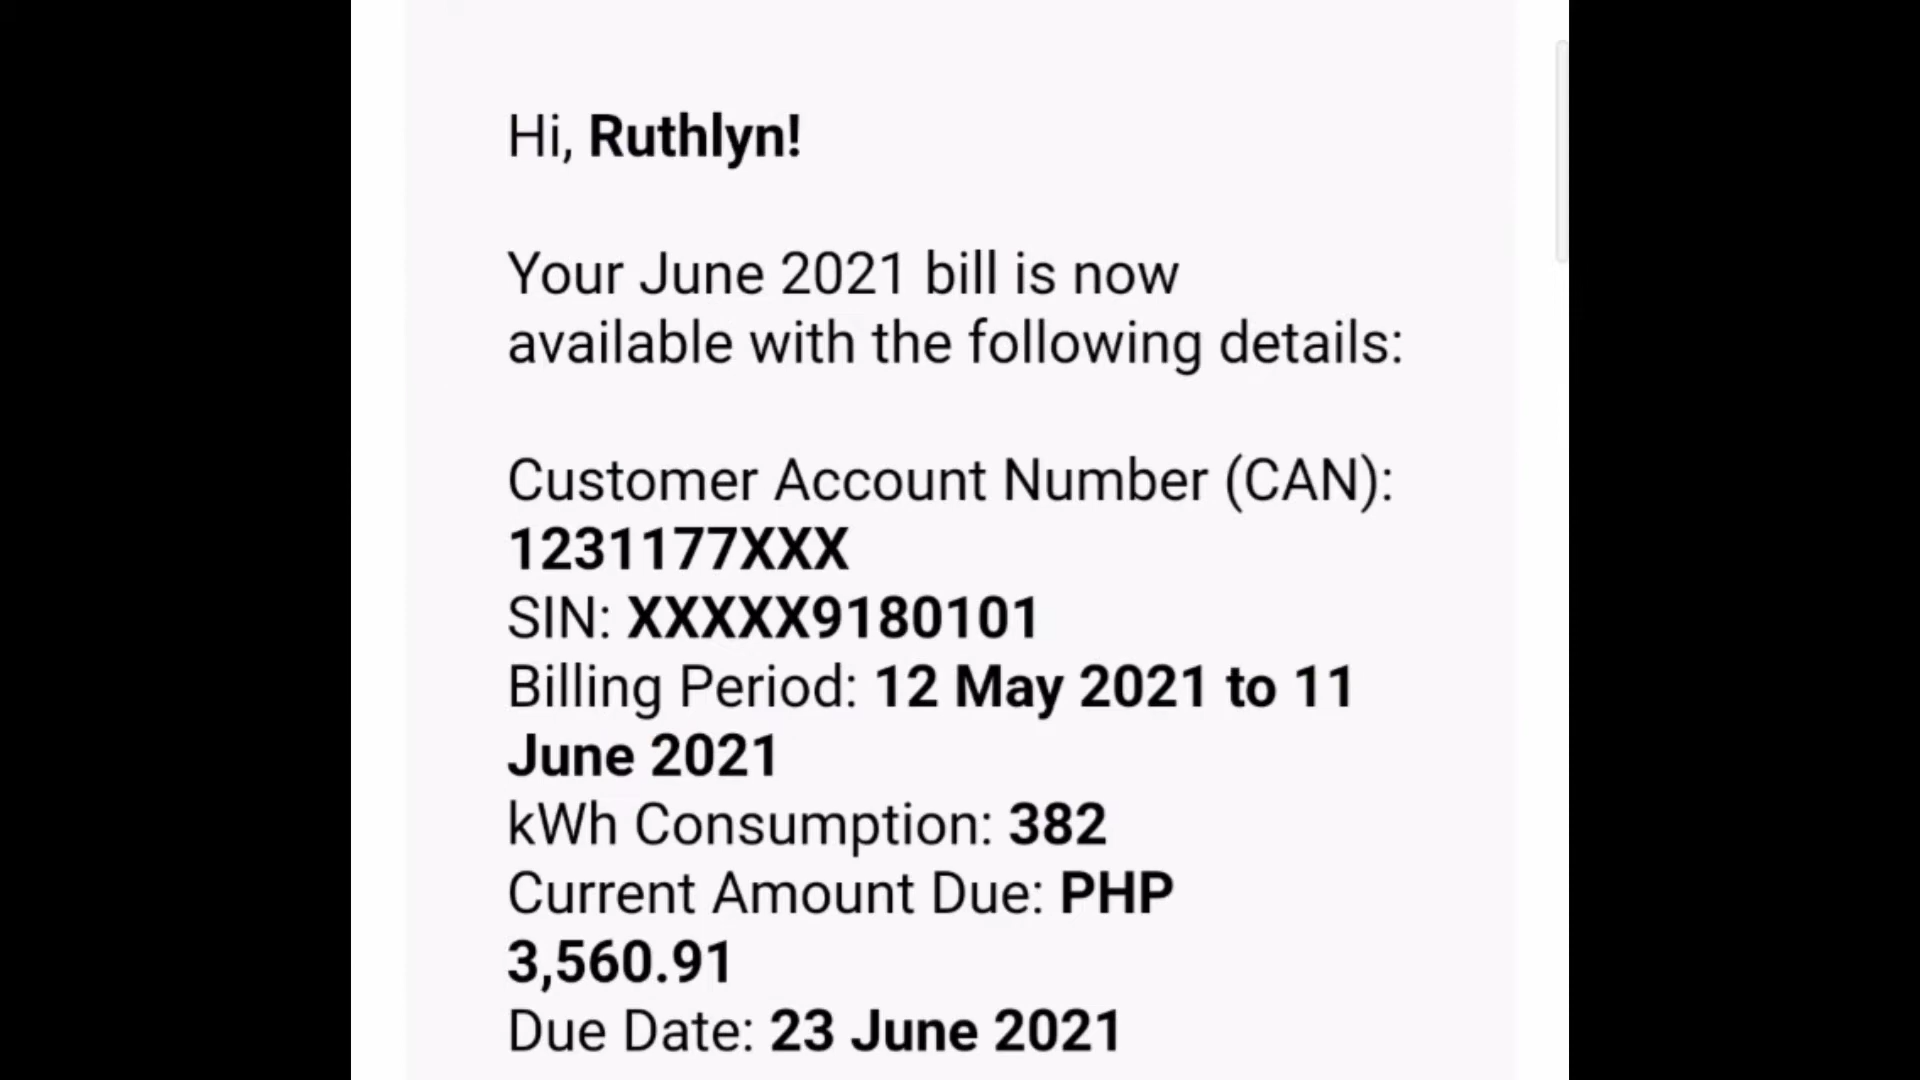 Hi, Ruthlyn!
Your June 2021 bill is now
available with the following details:
Customer Account Number (CAN):
1231177XXX
SIN: XXXXX9180101
Billing Period: 12 May 2021 to 11
June 2021
kWh Consumption: 382
Current Amount Due: PHP
3,560.91
Due Date: 23 June 2021